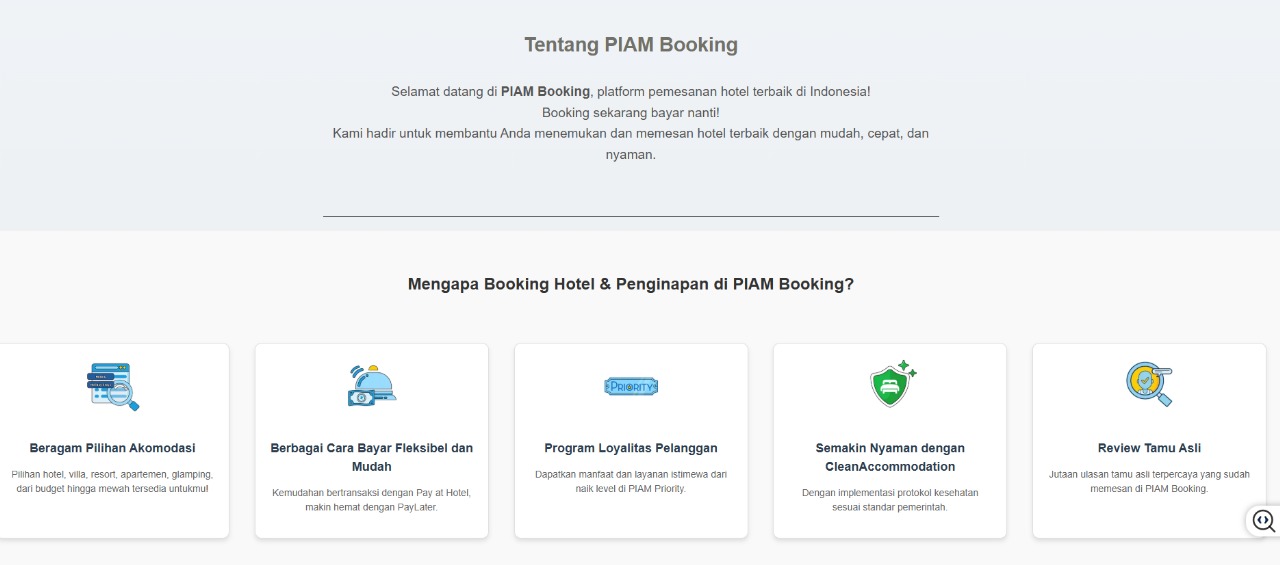 Tentang PIAM Booking
Selamat datang di PIAM Booking, platform pemesanan hotel terbaik di Indonesia!
Booking sekarang bayar nanti!
Kami hadir untuk membantu Anda menemukan dan memesan hotel terbaik dengan mudah, cepat, dan
nyaman.
Mengapa Booking Hotel & Penginapan di PIAM Booking?
Beragam Pilihan Akomodasi
Pilihan hotel, villa, resort, apartemen, glamping,
dari budget hingga mewah tersedia untukmu!
Berbagai Cara Bayar Fleksibel dan
Mudah
Kemudahan bertransaksi dengan Pay at Hotel,
makin hemat dengan PayLater.
PRIORITY
Program Loyalitas Pelanggan
Dapatkan manfaat dan layanan istimewa dari
naik level di PIAM Priority.
Semakin Nyaman dengan
CleanAccommodation
Dengan implementasi protokol kesehatan
sesuai standar pemerintah.
Review Tamu Asli
Jutaan ulasan tamu asli terpercaya yang sudah
memesan di PIAM Booking.